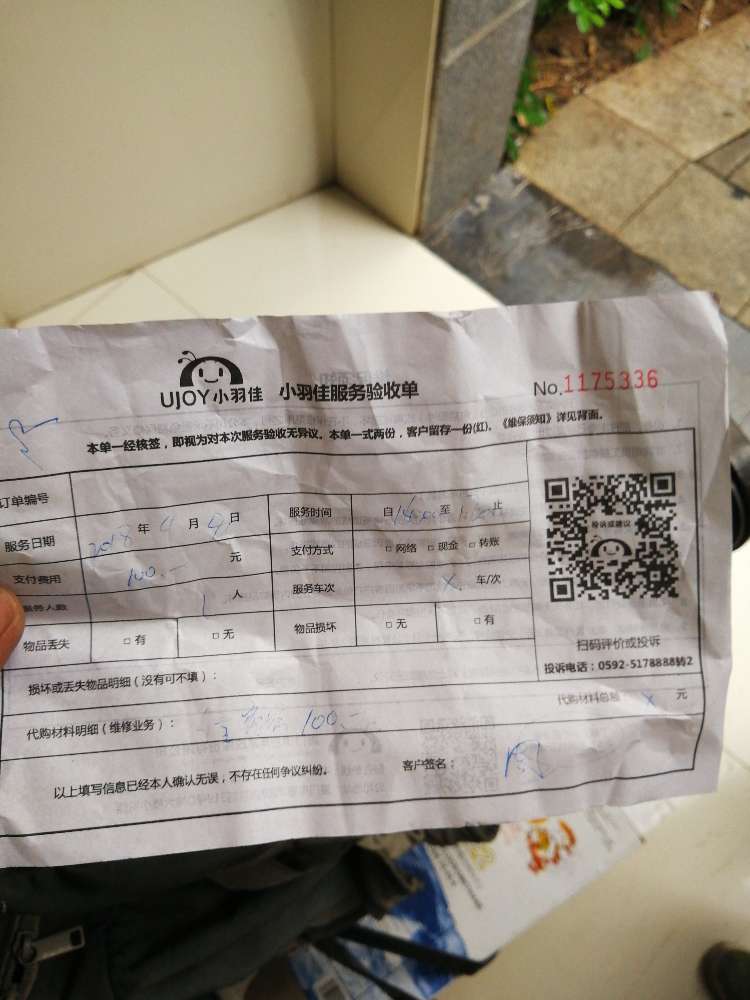 UJOY小羽佳 小羽佳服务验收单 No.1175336
本单一经核签，即视为对本次服务验收无异议。本单一式两份，客户留存一份(红)。《维保须知》详见背面。
订单编号
服务日期 2018 年 4 月 日 服务时间 自 至 止
支付费用 100.- 元 支付方式 □ 网络 □ 现金 □ 转账
服务人数 1 人 服务车次 X 车/次
物品丢失 □ 有 □ 无 物品损坏 □ 无 □ 有
投诉或建议
扫码评价或投诉
投诉电话：0592-5178888转2
损坏或丢失物品明细（没有可不填）：
代购材料明细（维修业务）： 100.- 代购材料总额 X 元
以上填写信息已经本人确认无误，不存在任何争议纠纷。 客户签名：